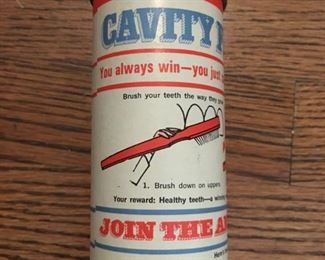 CAVITY
You always win—you just
Brush your teeth the way they
1. Brush down on uppers.
Your reward: Healthy teeth—a
JOIN THE
Here's